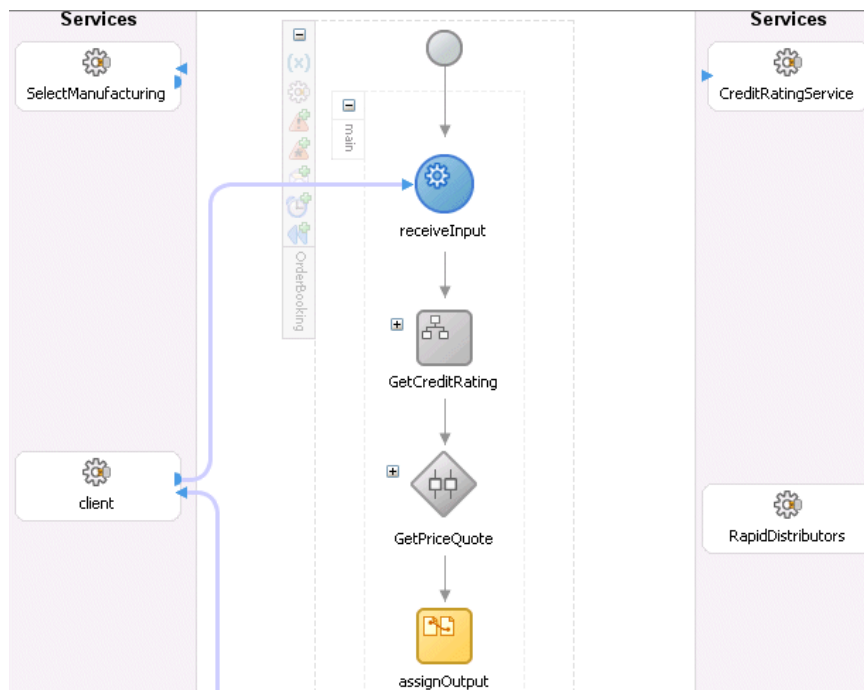 Services
SelectManufacturing
client
(x)
OrderBooking
main
receiveInput
GetCreditRating
GetPriceQuote
assignOutput
Services
CreditRatingService
RapidDistributors